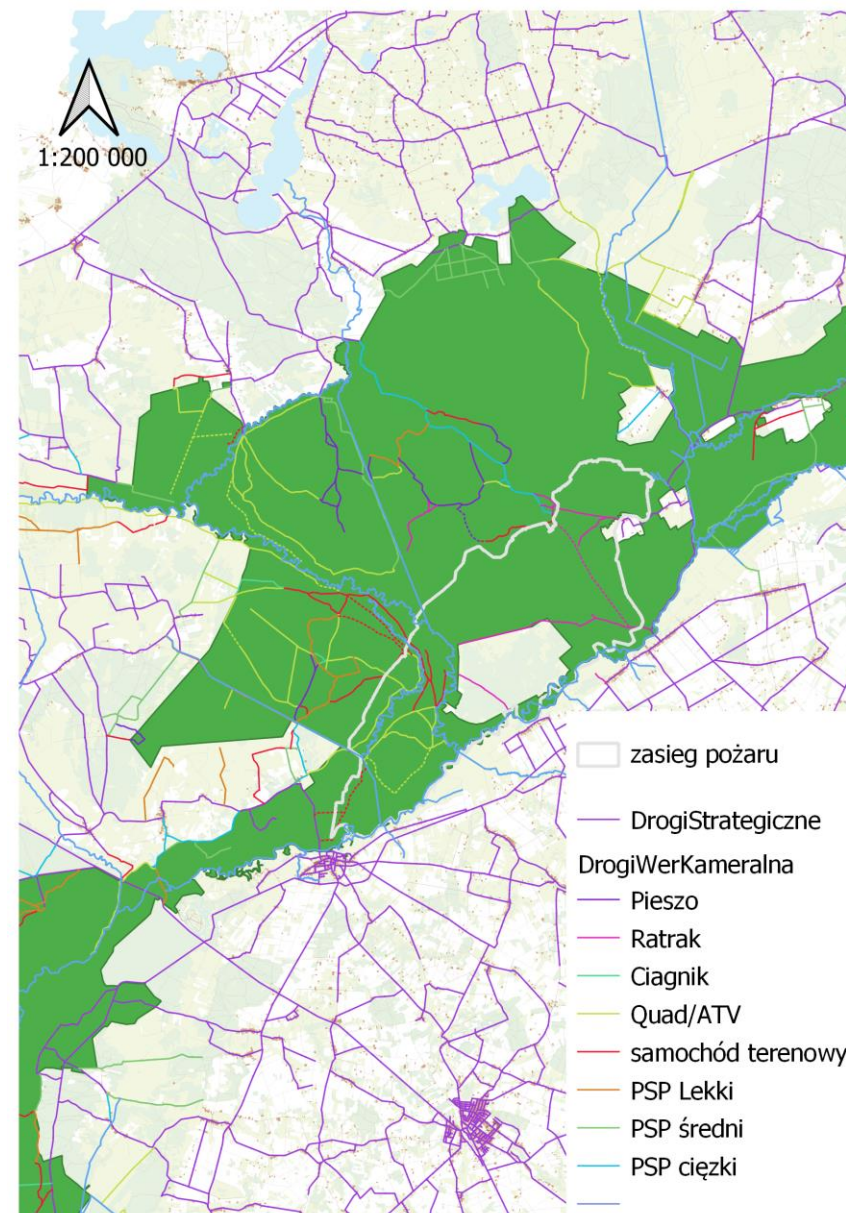 1:200 000
zasieg pożaru
DrogiStrategiczne
DrogiWerKameralna
Pieszo
Ratrak
Ciagnik
Quad/ATV
samochód terenowy
PSP Lekki
PSP średni
PSP cięzki